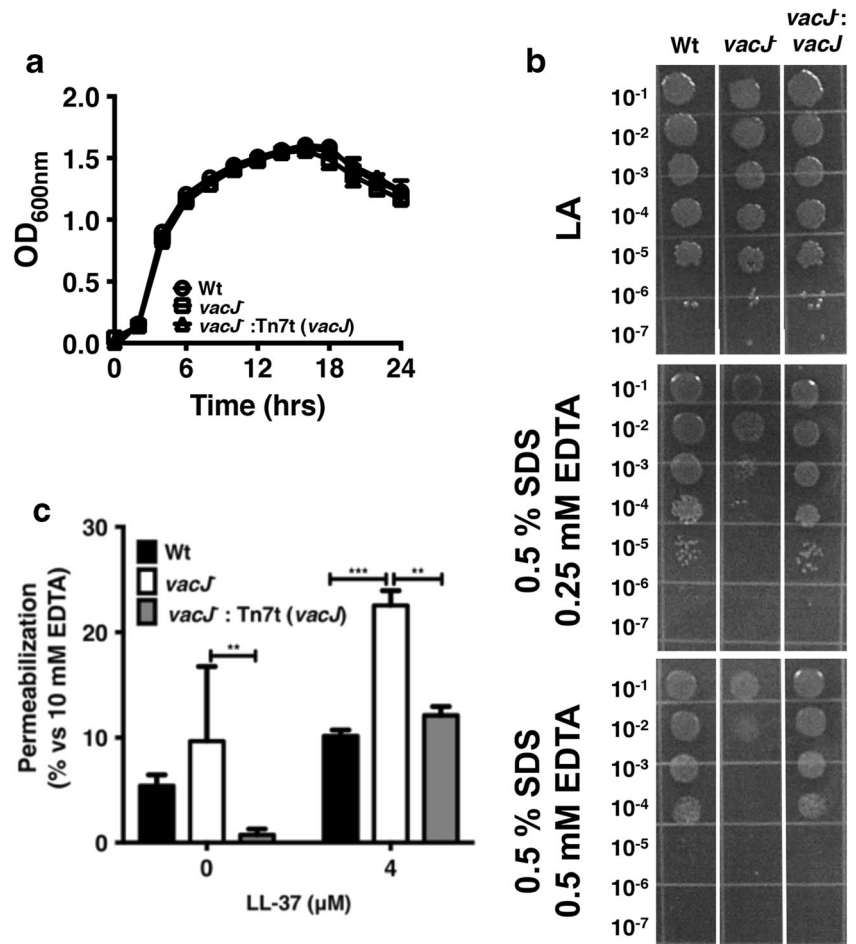 a
2.0
1.5
1.0
0.5
0.0
OD600nm
0 6 12 18 24
Time (hrs)
Wt
vacJ-
vacJ- :Tn7t (vacJ)
b
Wt vacJ- vacJ-: vacJ
LA
10-1
10-2
10-3
10-4
10-5
10-6
10-7
0.5 % SDS
0.25 mM EDTA
10-1
10-2
10-3
10-4
10-5
10-6
10-7
0.5 % SDS
0.5 mM EDTA
10-1
10-2
10-3
10-4
10-5
10-6
10-7
c
30
20
10
0
Permeabilization
(% vs 10 mM EDTA)
Wt
vacJ-
vacJ- : Tn7t (vacJ)
**
*** **
0 4
LL-37 (µM)